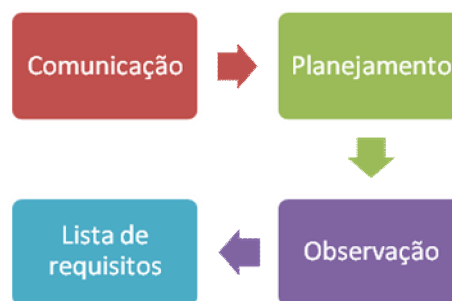 Comunicação
Planejamento
Lista de
requisitos
Observação